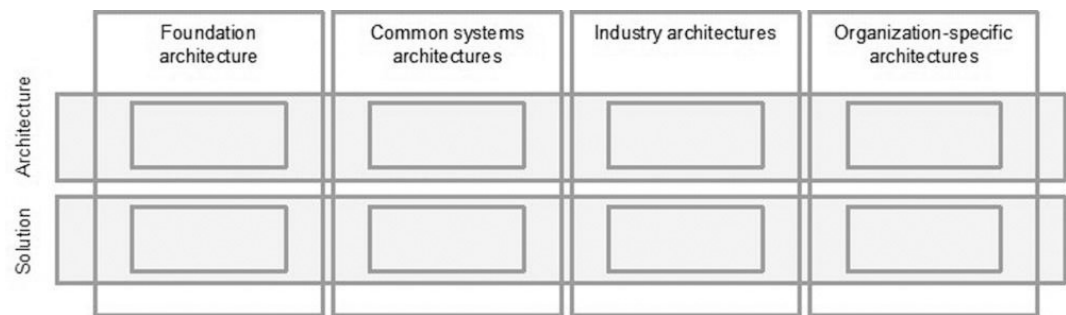 Foundation
architecture
Common systems
architectures
Industry architectures
Organization-specific
architectures
Architecture
Solution